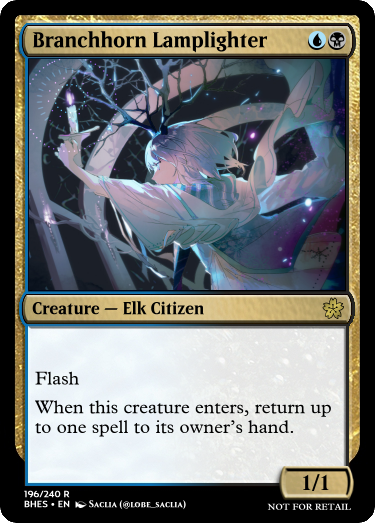 Branchhorn Lamplighter
Creature — Elk Citizen
Flash
When this creature enters, return up
to one spell to its owner's hand.
1/1
196/240 R
BHES • EN Saclia (@lobe_saclia)
NOT FOR RETAIL